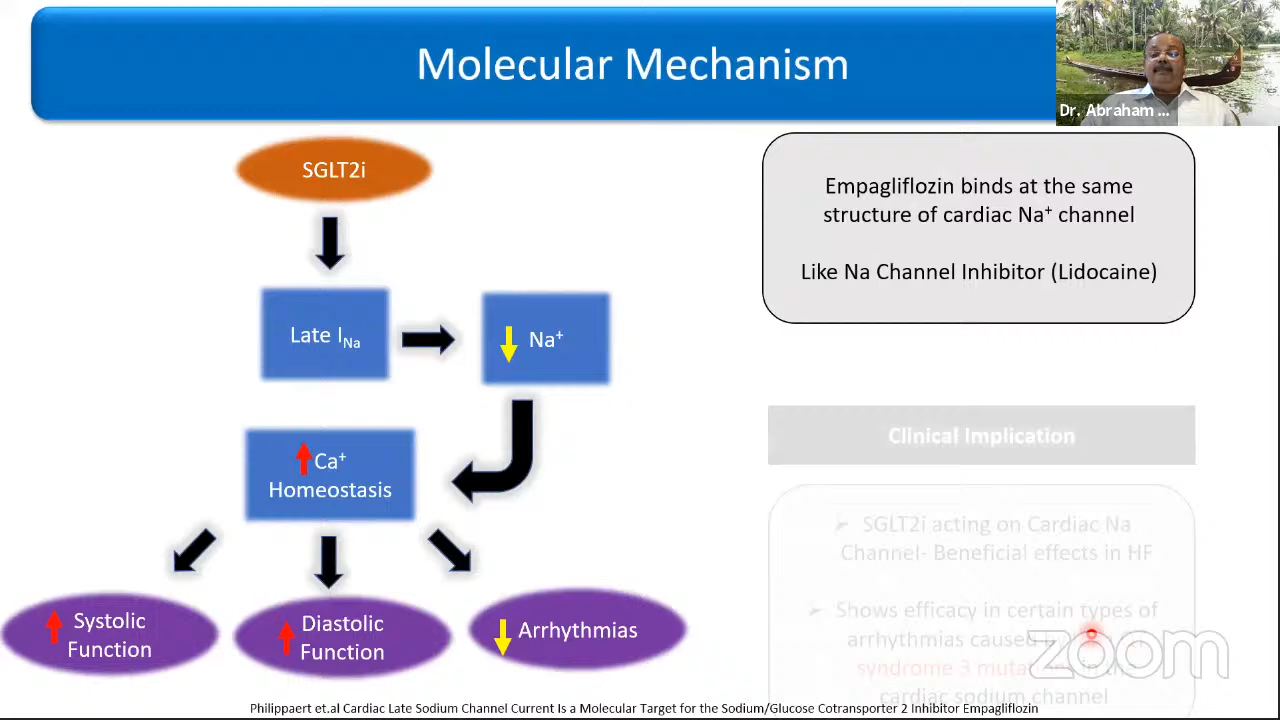 Molecular Mechanism
Dr. Abraham ...
SGLT2i
Empagliflozin binds at the same
structure of cardiac Na⁺ channel
Like Na Channel Inhibitor (Lidocaine)
Late I_Na
Na⁺
Ca⁺
Homeostasis
Clinical Implication
➢ SGLT2i acting on Cardiac Na
Channel- Beneficial effects in HF
➢ Shows efficacy in certain types of
arrhythmias caused
syndrome 3 in the
cardiac sodium channel
Systolic
Function
Diastolic
Function
Arrhythmias
zoom
Philippaert et.al Cardiac Late Sodium Channel Current Is a Molecular Target for the Sodium/Glucose Cotransporter 2 Inhibitor Empagliflozin